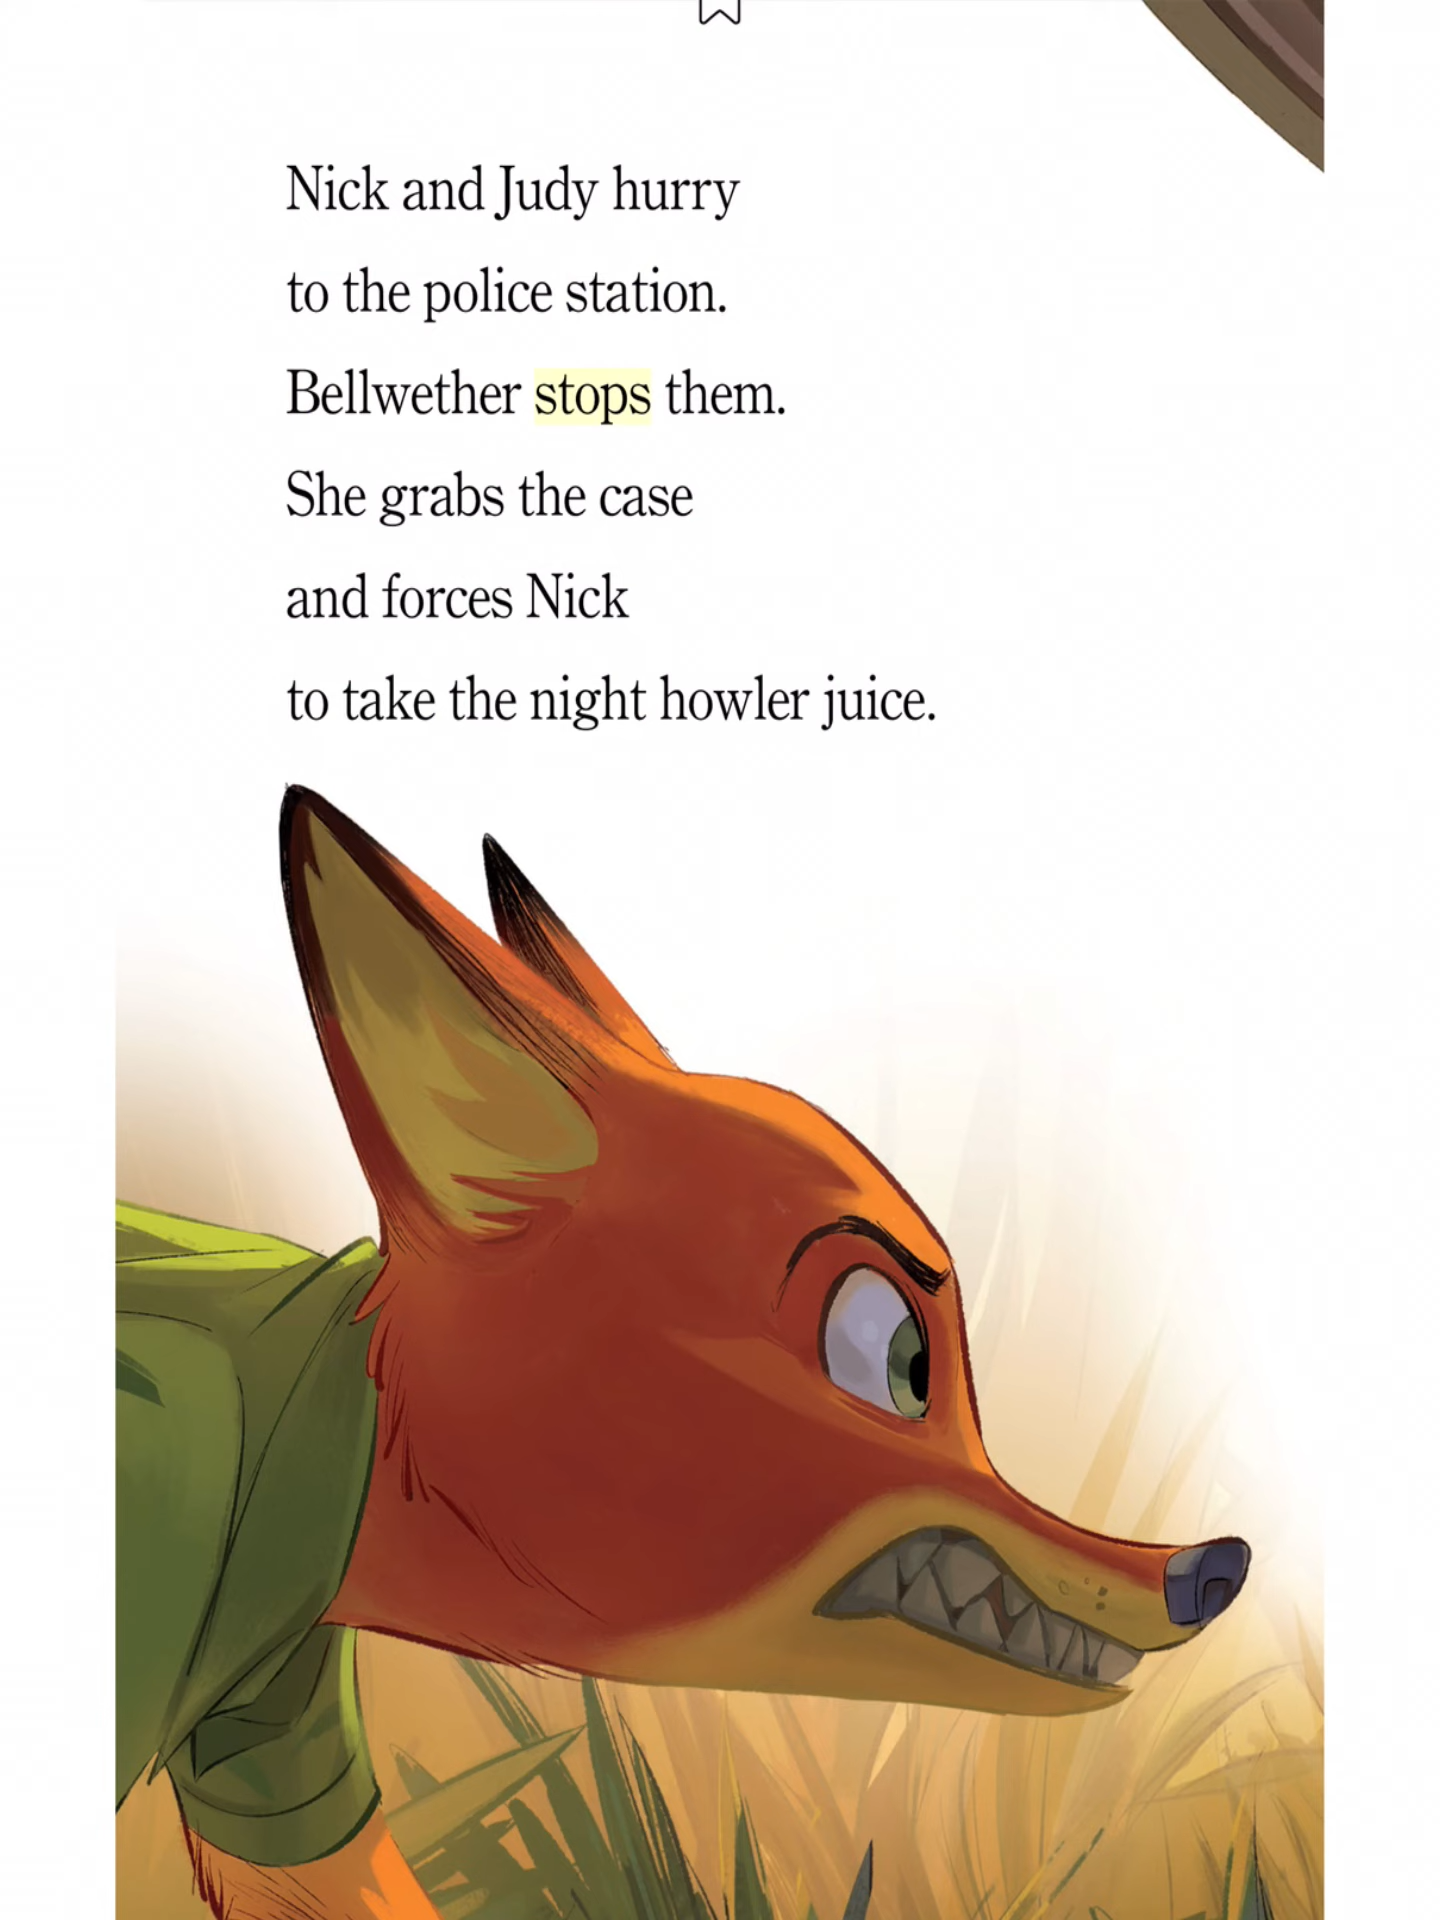 Nick and Judy hurry
to the police station.
Bellwether stops them.
She grabs the case
and forces Nick
to take the night howler juice.